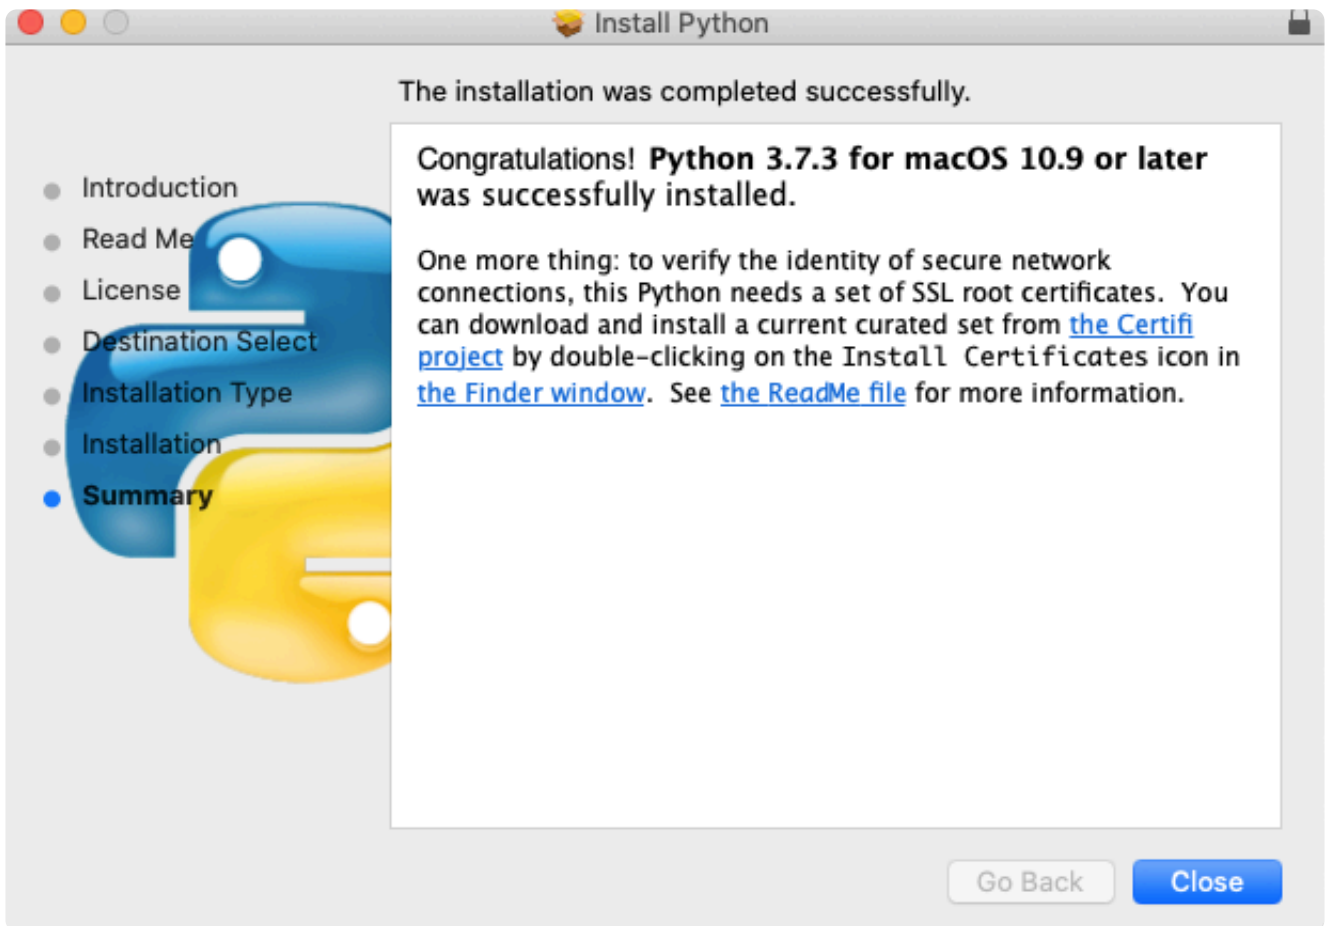 Install Python
The installation was completed successfully.
Introduction
Read Me
License
Destination Select
Installation Type
Installation
Summary
Congratulations! Python 3.7.3 for macOS 10.9 or later
was successfully installed.
One more thing: to verify the identity of secure network
connections, this Python needs a set of SSL root certificates.  You
can download and install a current curated set from the Certifi
project by double-clicking on the Install Certificates icon in
the Finder window.  See the ReadMe file for more information.
Go Back
Close